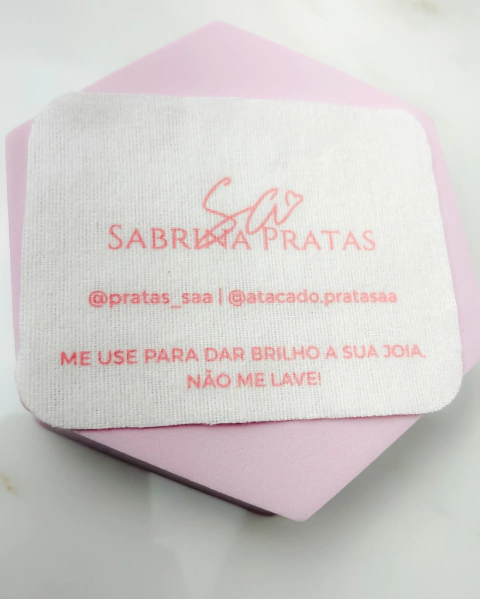 Sa
SABRINA PRATAS
@pratas_saa | @atacado.pratasaa
ME USE PARA DAR BRILHO A SUA JOIA.
NÃO ME LAVE!